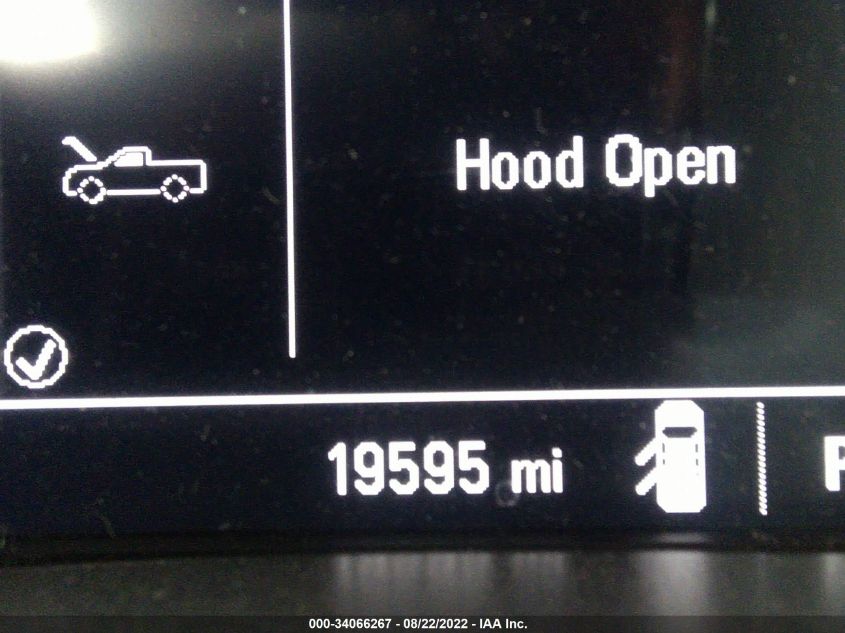 Hood Open
19595 mi
P
000-34066267 - 08/22/2022 - IAA Inc.